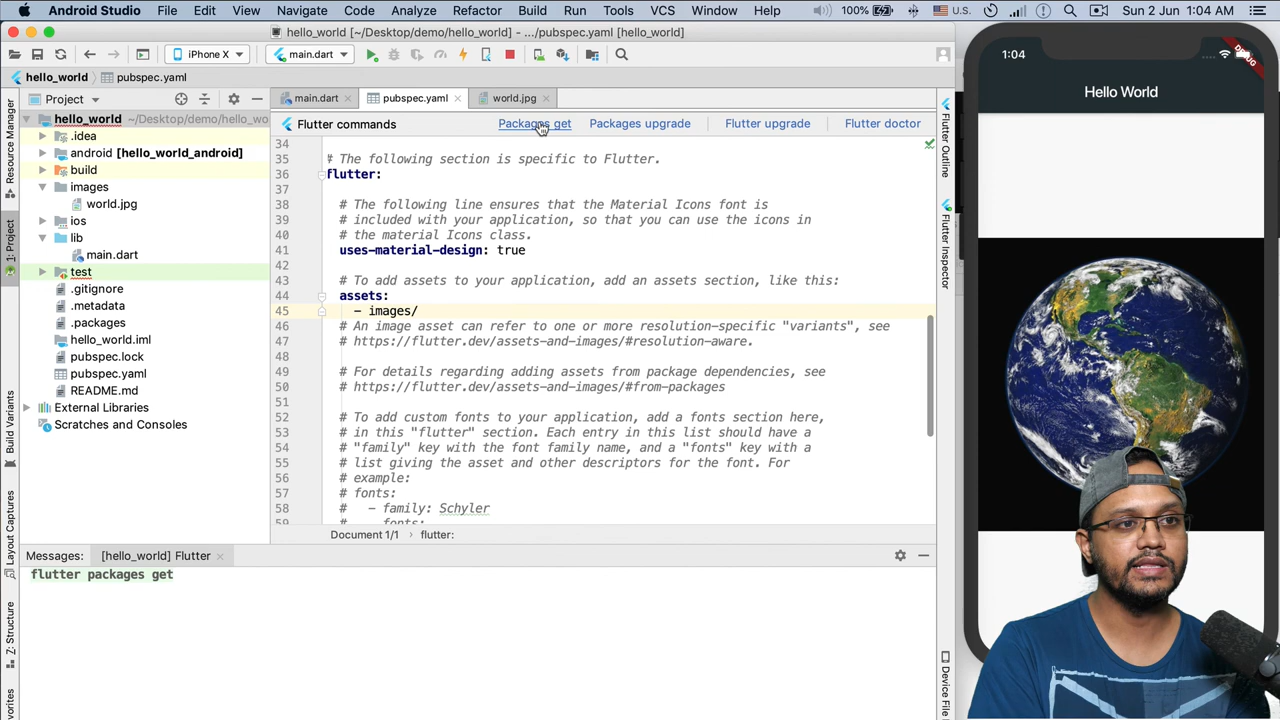 Android Studio File Edit View Navigate Code Analyze Refactor Build Run Tools VCS Window Help 100% U.S. Sun 2 Jun 1:04 AM
hello_world [~/Desktop/demo/hello_world] - .../pubspec.yaml [hello_world]
iPhone X main.dart
hello_world pubspec.yaml
Project main.dart pubspec.yaml world.jpg
Flutter commands Packages get Packages upgrade Flutter upgrade Flutter doctor
hello_world ~/Desktop/demo/hello_wo
.idea
android [hello_world_android]
build
images
world.jpg
ios
lib
main.dart
test
.gitignore
.metadata
.packages
hello_world.iml
pubspec.lock
pubspec.yaml
README.md
External Libraries
Scratches and Consoles
34
35 # The following section is specific to Flutter.
36 flutter:
37
38 # The following line ensures that the Material Icons font is
39 # included with your application, so that you can use the icons in
40 # the material Icons class.
41 uses-material-design: true
42
43 # To add assets to your application, add an assets section, like this:
44 assets:
45 - images/
46 # An image asset can refer to one or more resolution-specific "variants", see
47 # https://flutter.dev/assets-and-images/#resolution-aware.
48
49 # For details regarding adding assets from package dependencies, see
50 # https://flutter.dev/assets-and-images/#from-packages
51
52 # To add custom fonts to your application, add a fonts section here,
53 # in this "flutter" section. Each entry in this list should have a
54 # "family" key with the font family name, and a "fonts" key with a
55 # list giving the asset and other descriptors for the font. For
56 # example:
57 # fonts:
58 # - family: Schyler
59 fonts:
Document 1/1 flutter:
Messages: [hello_world] Flutter
flutter packages get
Resource Manager
1: Project
Build Variants
Layout Captures
Z: Structure
vorites
Flutter Outline
Flutter Inspector
Device File
1:04
DEBUG
Hello World